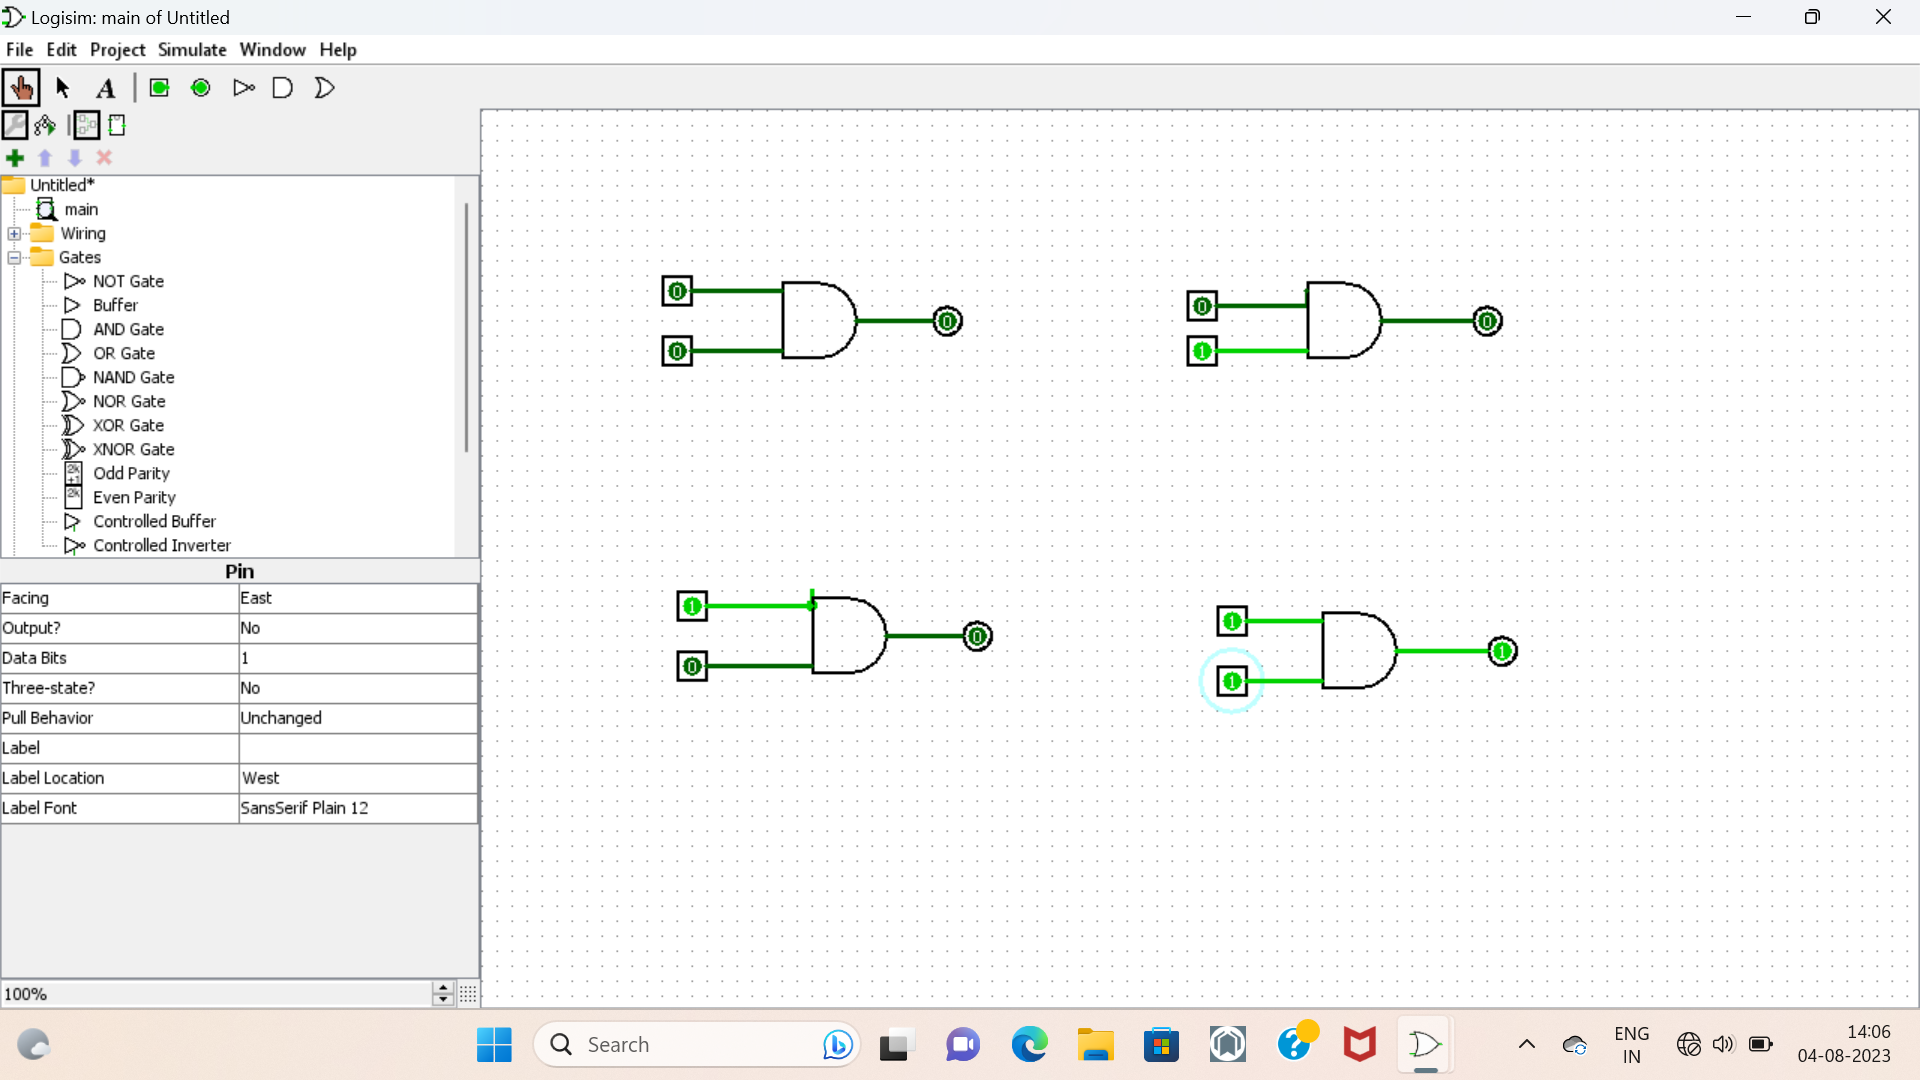 Logisim: main of Untitled
File Edit Project Simulate Window Help
A
Untitled*
main
Wiring
Gates
NOT Gate
Buffer
AND Gate
OR Gate
NAND Gate
NOR Gate
XOR Gate
XNOR Gate
2k
+1
Odd Parity
2k
Even Parity
Controlled Buffer
Controlled Inverter
Pin
Facing East
Output? No
Data Bits 1
Three-state? No
Pull Behavior Unchanged
Label
Label Location West
Label Font SansSerif Plain 12
100%
0
0
0
0
1
0
1
0
0
1
1
1
Search
ENG
IN
14:06
04-08-2023